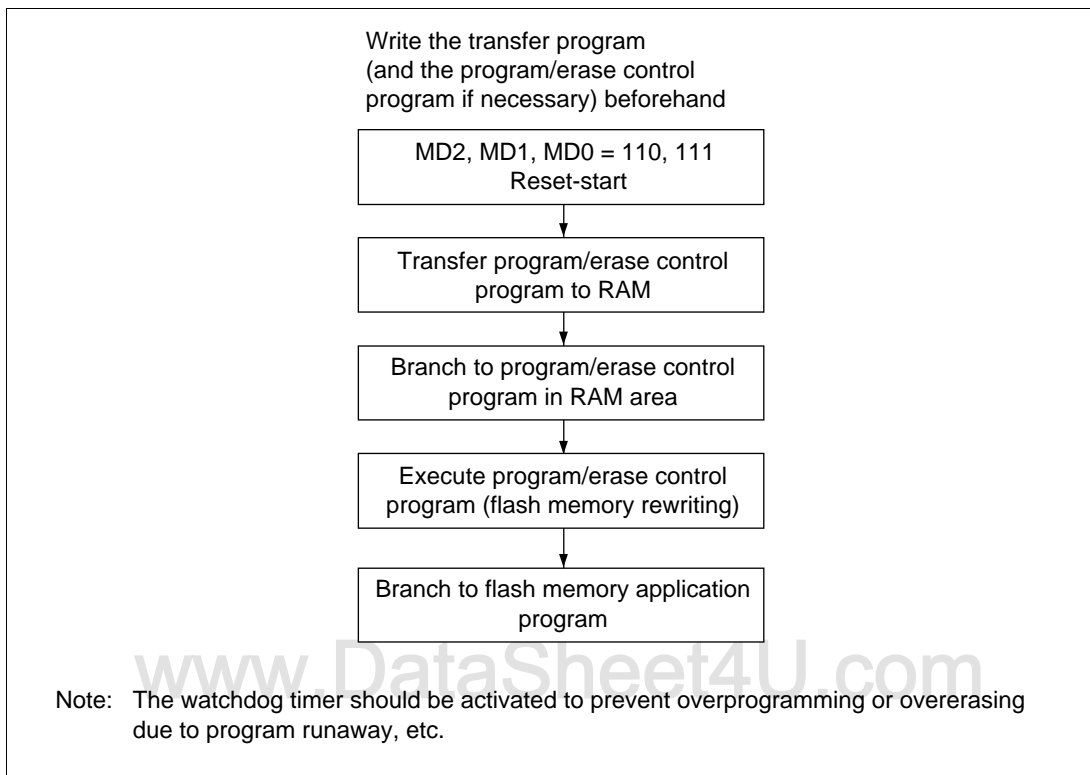 Write the transfer program
(and the program/erase control
program if necessary) beforehand
MD2, MD1, MD0 = 110, 111
Reset-start
Transfer program/erase control
program to RAM
Branch to program/erase control
program in RAM area
Execute program/erase control
program (flash memory rewriting)
Branch to flash memory application
program
www.DataSheet4U.com
Note: The watchdog timer should be activated to prevent overprogramming or overerasing
due to program runaway, etc.